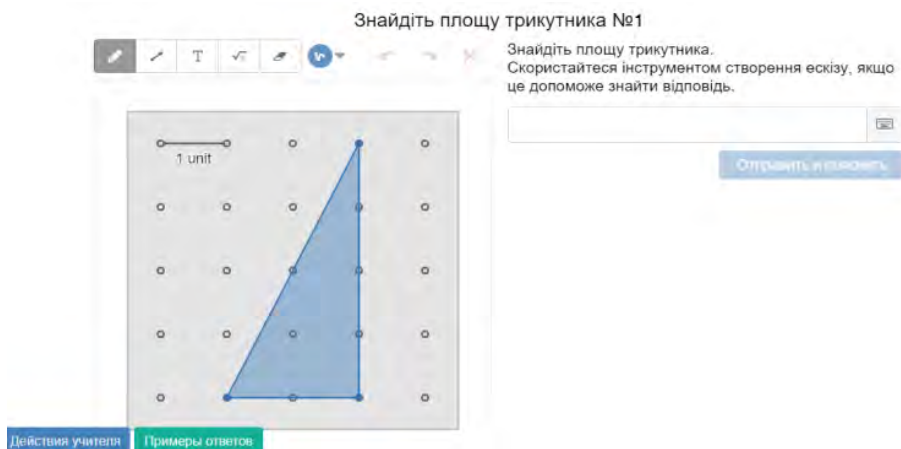 Знайдіть площу трикутника №1
T
Знайдіть площу трикутника.
Скористайтеся інструментом створення ескізу, якщо
це допоможе знайти відповідь.
1 unit
Отправить и
Действия учителя
Примеры ответов